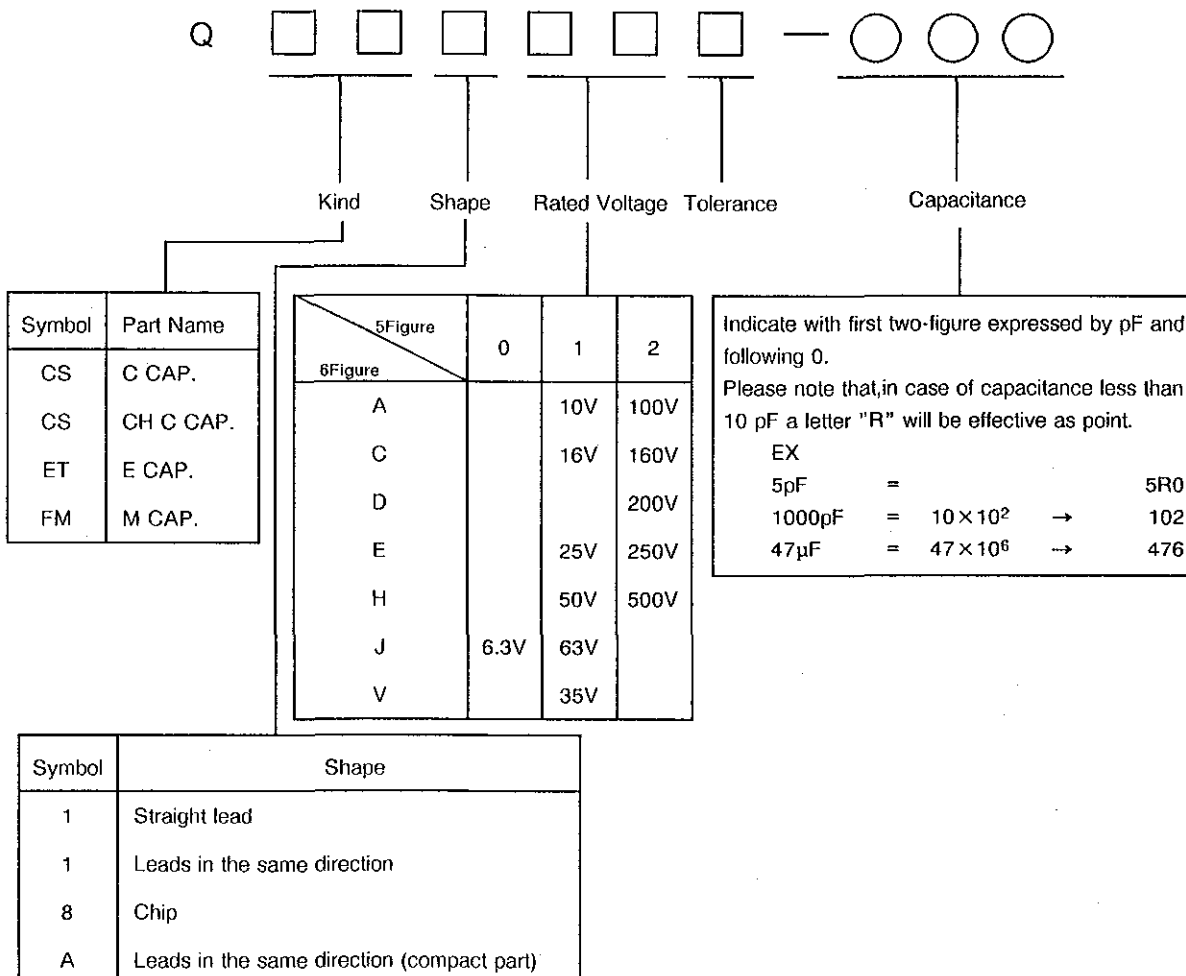 Q □ □ □ □ □ □ — ○ ○ ○
Kind Shape Rated Voltage Tolerance Capacitance
Symbol Part Name
CS C CAP.
CS CH C CAP.
ET E CAP.
FM M CAP.
5Figure
6Figure 0 1 2
A 10V 100V
C 16V 160V
D 200V
E 25V 250V
H 50V 500V
J 6.3V 63V
V 35V
Indicate with first two-figure expressed by pF and
following 0.
Please note that,in case of capacitance less than
10 pF a letter "R" will be effective as point.
EX
5pF = 5R0
1000pF = 10×10² → 102
47µF = 47×10⁶ → 476
Symbol Shape
1 Straight lead
1 Leads in the same direction
8 Chip
A Leads in the same direction (compact part)